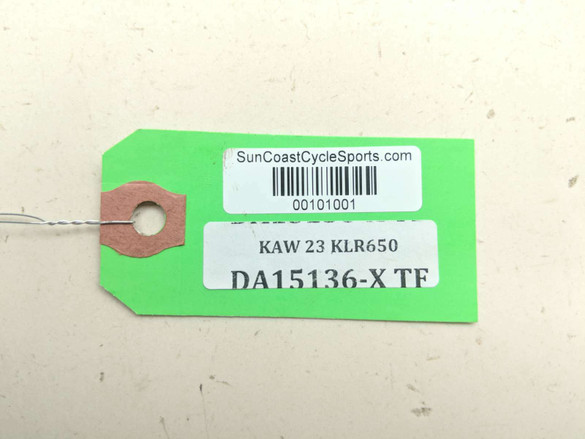 SunCoastCycleSports.com
00101001
KAW 23 KLR650
DA15136-X TF